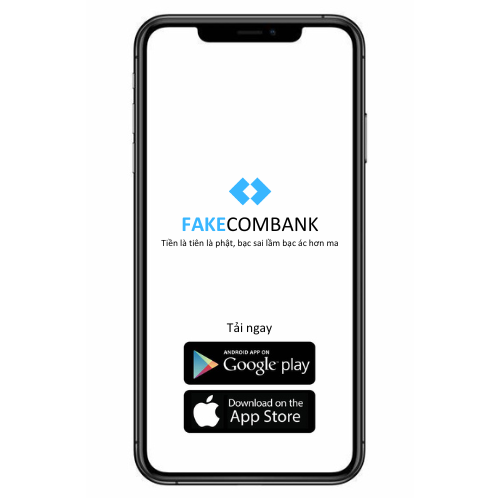 FAKECOMBANK
Tiền là tiên là phật, bạc sai lầm bạc ác hơn ma
Tải ngay
ANDROID APP ON
Google play
Download on the
App Store